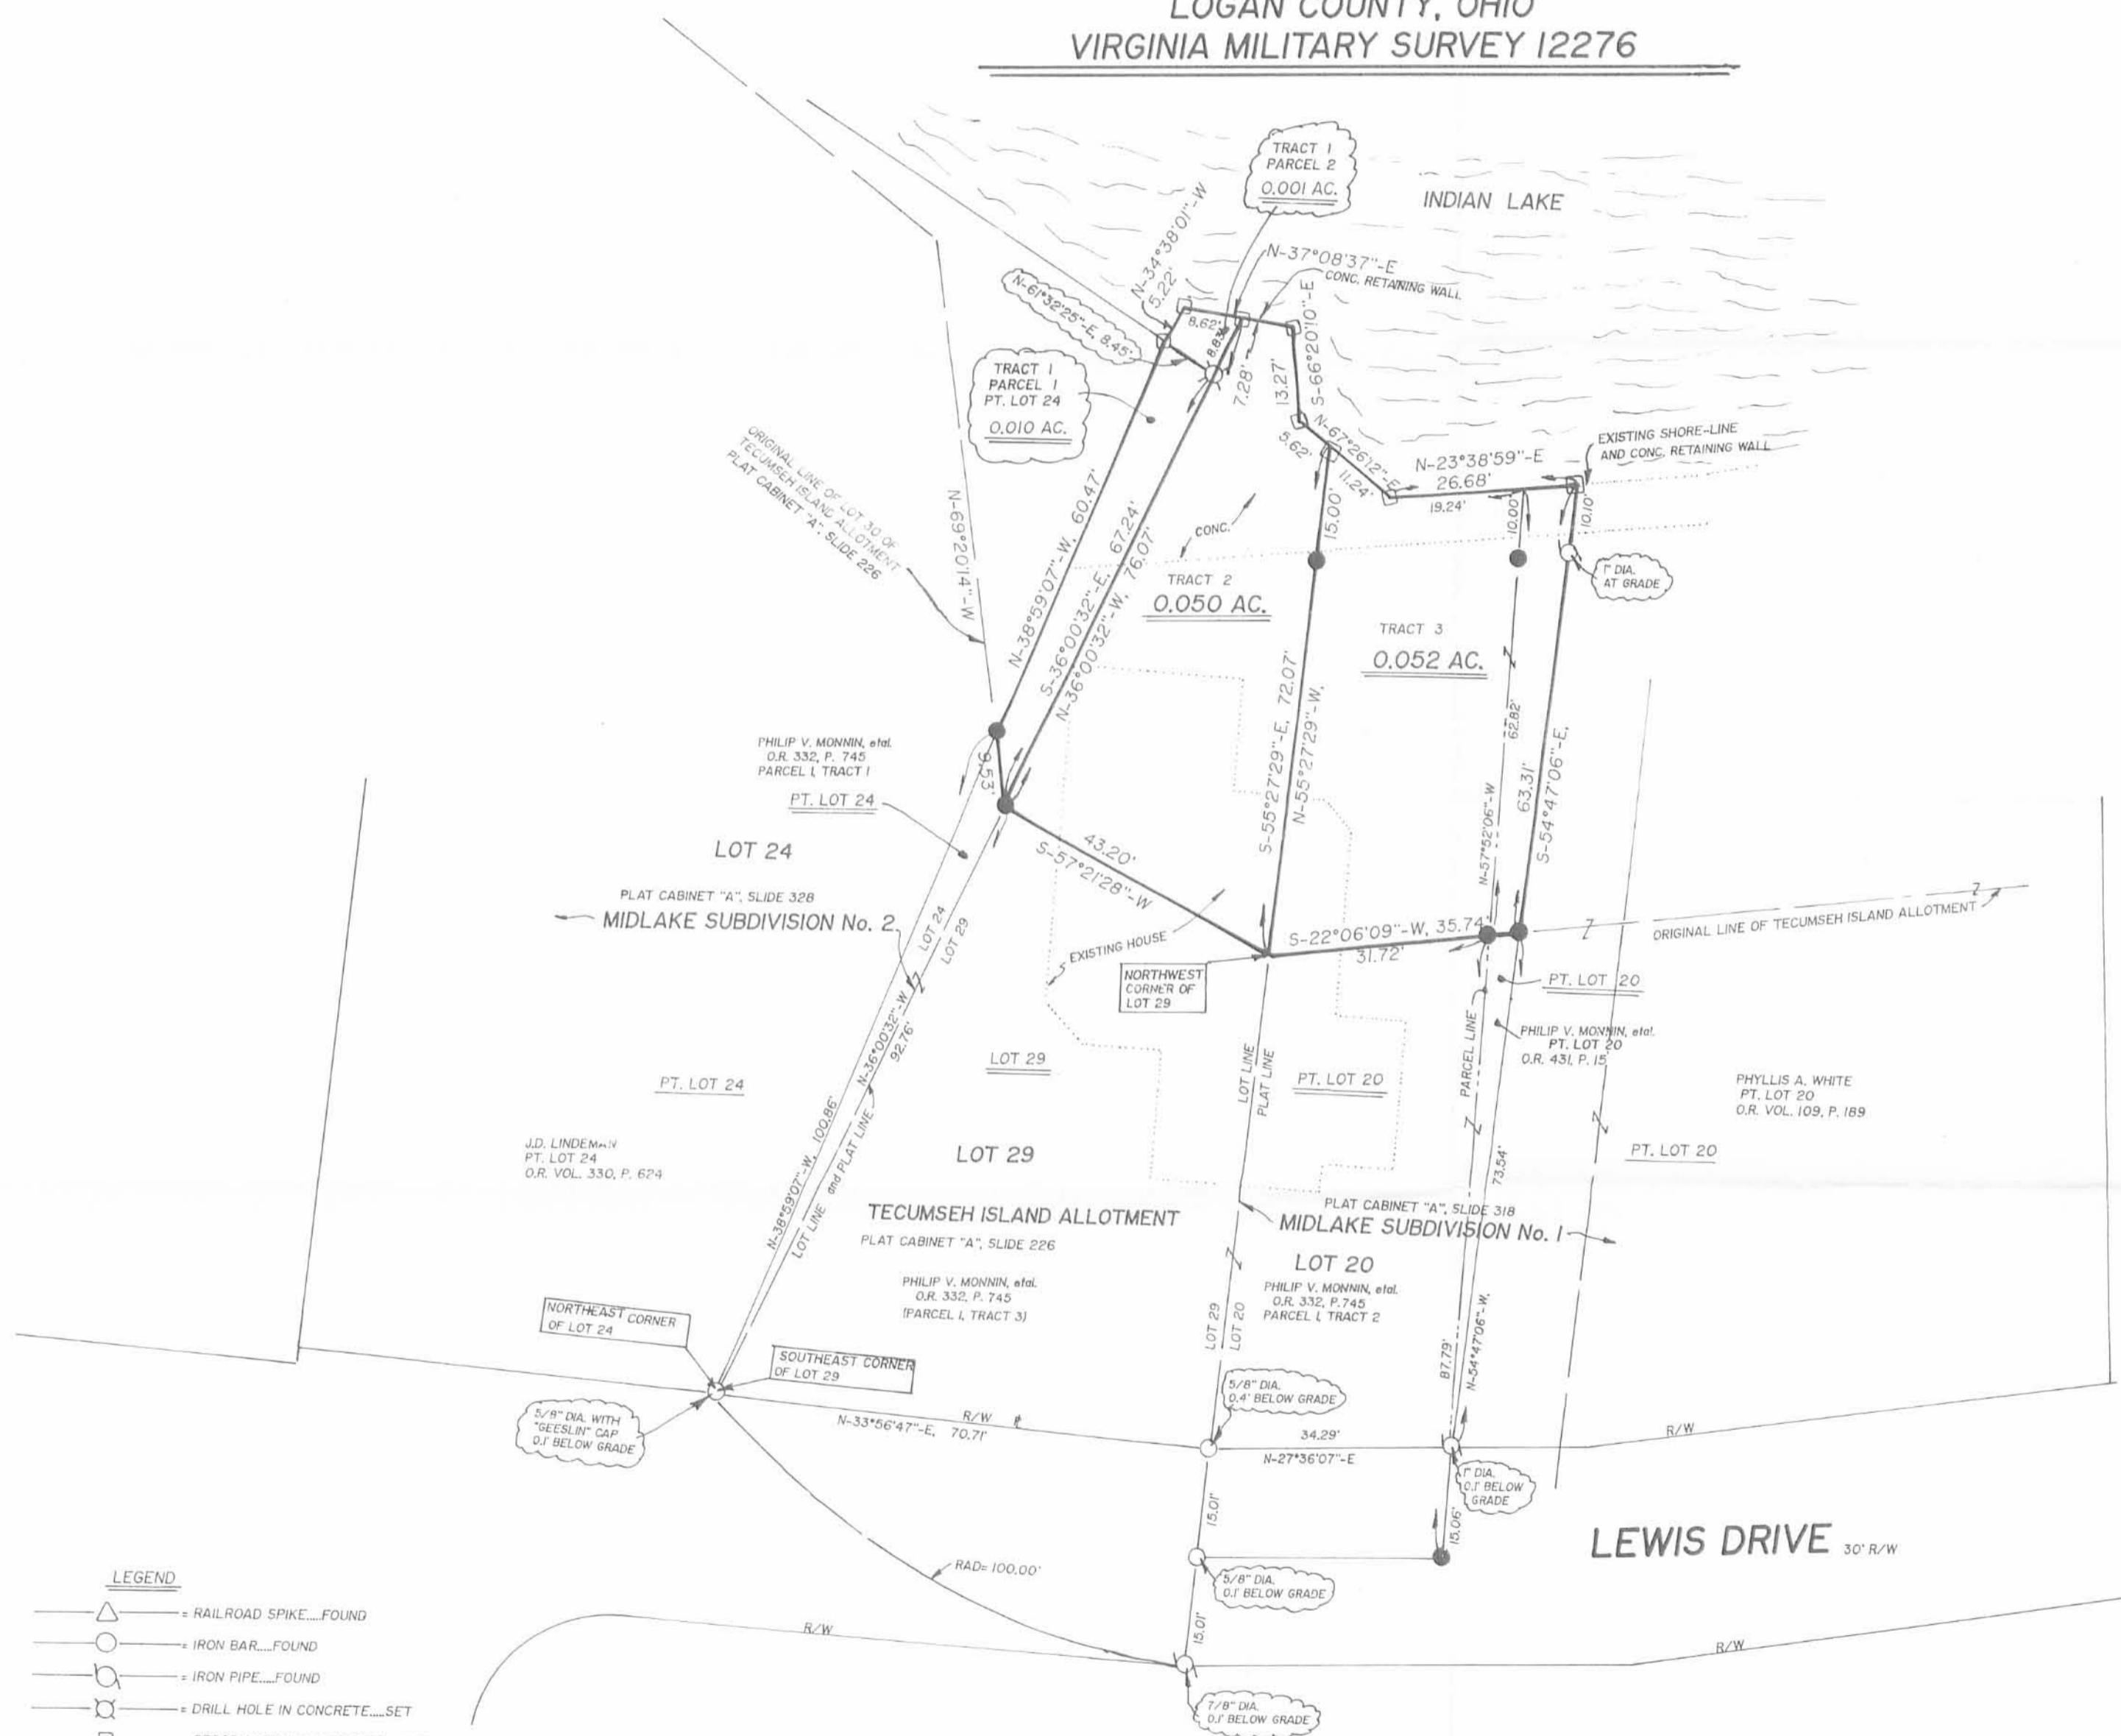 LOGAN COUNTY, OHIO
VIRGINIA MILITARY SURVEY 12276
TRACT 1
PARCEL 2
0.001 AC.
INDIAN LAKE
N-34°38'01"-W
5.22'
N-37°08'37"-E
CONC. RETAINING WALL
N-61°32'25"-E, 8.45'
8.62'
8.83'
7.28'
13.27'
S-66°20'10"-E
TRACT 1
PARCEL 1
PT. LOT 24
0.010 AC.
N-67°26'12"-E
5.62'
11.24'
N-23°38'59"-E
26.68'
19.24'
EXISTING SHORE-LINE
AND CONC. RETAINING WALL
10.00'
10.10'
15.00'
1" DIA.
AT GRADE
ORIGINAL LINE OF LOT 30 OF
TECUMSEH ISLAND ALLOTMENT
PLAT CABINET "A", SLIDE 226
N-69°20'14"-W
N-38°59'07"-W, 60.47'
S-36°00'32"-E, 67.24'
N-36°00'32"-W, 76.07'
CONC.
TRACT 2
0.050 AC.
TRACT 3
0.052 AC.
S-55°27'29"-E, 72.07'
N-55°27'29"-W,
62.82'
N-57°52'06"-W
63.31'
S-54°47'06"-E,
PHILIP V. MONNIN, etal.
O.R. 332, P. 745
PARCEL 1, TRACT 1
PT. LOT 24
9.53'
43.20'
S-57°21'28"-W
LOT 24
PLAT CABINET "A", SLIDE 328
MIDLAKE SUBDIVISION No. 2
LOT 24
LOT 29
EXISTING HOUSE
S-22°06'09"-W, 35.74'
31.72'
ORIGINAL LINE OF TECUMSEH ISLAND ALLOTMENT
NORTHWEST
CORNER OF
LOT 29
PT. LOT 20
PHILIP V. MONNIN, etal.
PT. LOT 20
O.R. 431, P. 15
N-36°00'32"-W
92.76'
LOT 29
PT. LOT 24
LOT LINE
PLAT LINE
PT. LOT 20
PARCEL LINE
PHYLLIS A. WHITE
PT. LOT 20
O.R. VOL. 109, P. 189
J.D. LINDEMAN
PT. LOT 24
O.R. VOL. 330, P. 624
N-38°59'07"-W, 100.86'
LOT LINE and PLAT LINE
LOT 29
PT. LOT 20
73.54'
TECUMSEH ISLAND ALLOTMENT
PLAT CABINET "A", SLIDE 226
PLAT CABINET "A", SLIDE 318
MIDLAKE SUBDIVISION No. 1
PHILIP V. MONNIN, etal.
O.R. 332, P. 745
(PARCEL 1, TRACT 3)
LOT 20
PHILIP V. MONNIN, etal.
O.R. 332, P.745
PARCEL 1, TRACT 2
NORTHEAST CORNER
OF LOT 24
SOUTHEAST CORNER
OF LOT 29
LOT 29
LOT 20
87.79'
N-54°47'06"-W,
5/8" DIA. WITH
"GEESLIN" CAP
0.1' BELOW GRADE
N-33°56'47"-E, 70.71'
R/W
5/8" DIA.
0.4' BELOW GRADE
34.29'
N-27°36'07"-E
R/W
1" DIA.
0.1' BELOW
GRADE
15.01'
15.06'
LEWIS DRIVE 30' R/W
RAD= 100.00'
5/8" DIA.
0.1' BELOW GRADE
15.01'
R/W
R/W
7/8" DIA.
0.1' BELOW GRADE
LEGEND
= RAILROAD SPIKE.....FOUND
= IRON BAR.....FOUND
= IRON PIPE.....FOUND
= DRILL HOLE IN CONCRETE.....SET